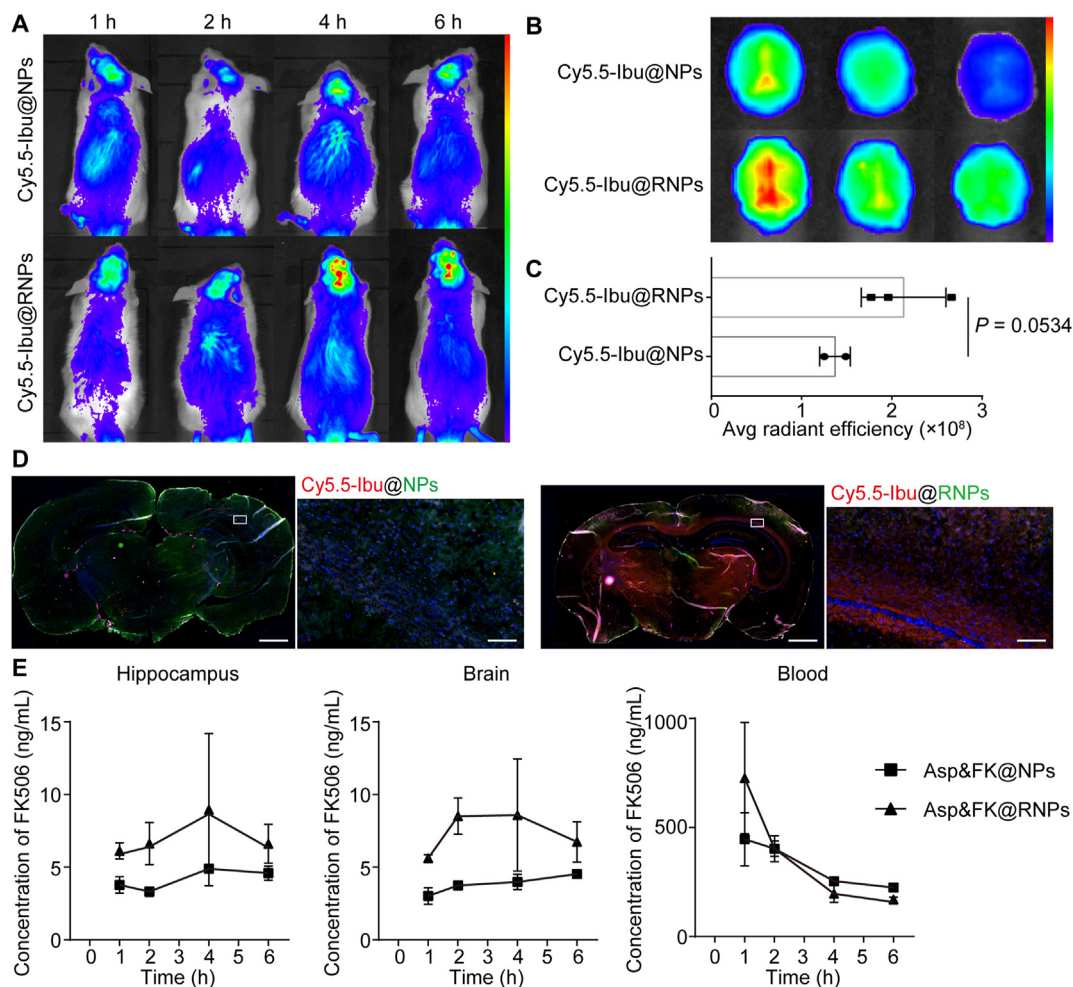 A
1 h
2 h
4 h
6 h
Cy5.5-Ibu@NPs
Cy5.5-Ibu@RNPs
B
Cy5.5-Ibu@NPs
Cy5.5-Ibu@RNPs
C
Cy5.5-Ibu@RNPs
Cy5.5-Ibu@NPs
P = 0.0534
0
1
2
3
Avg radiant efficiency (×10⁸)
D
Cy5.5-Ibu@NPs
Cy5.5-Ibu@RNPs
E
Hippocampus
Concentration of FK506 (ng/mL)
15
10
5
0
0 1 2 3 4 5 6
Time (h)
Brain
Concentration of FK506 (ng/mL)
15
10
5
0
0 1 2 3 4 5 6
Time (h)
Blood
Concentration of FK506 (ng/mL)
1000
500
0
0 1 2 3 4 5 6
Time (h)
Asp&FK@NPs
Asp&FK@RNPs